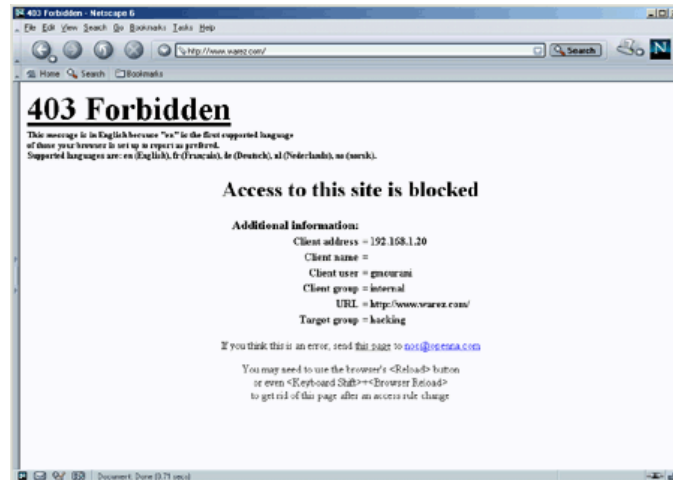 403 Forbidden - Netscape 6
File Edit View Search Go Bookmarks Tasks Help
http://www.warez.com/
Search
Home Search Bookmarks
403 Forbidden
This message is in English because "en" is the first supported language
of those your browser is set up to report as preferred.
Supported languages are: en (English), fr (Français), de (Deutsch), nl (Nederlands), no (norsk).
Access to this site is blocked
Additional information:
Client address = 192.168.1.20
Client name =
Client user = gmourani
Client group = internal
URL = http://www.warez.com/
Target group = hacking
If you think this is an error, send this page to noc@openna.com
You may need to use the browser's <Reload> button
or even <Keyboard Shift>+<Browser Reload>
to get rid of this page after an access rule change
Document: Done (0.71 secs)